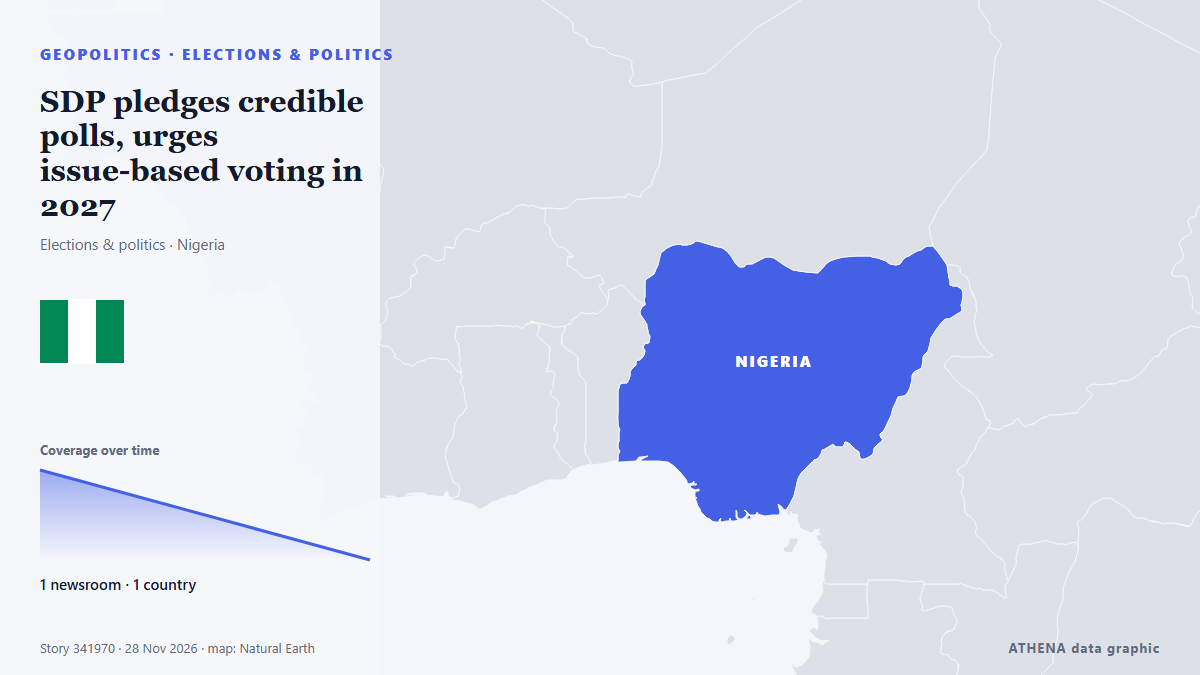 GEOPOLITICS · ELECTIONS & POLITICS
SDP pledges credible
polls, urges
issue-based voting in
2027
Elections & politics · Nigeria
NIGERIA
Coverage over time
1 newsroom · 1 country
Story 341970 · 28 Nov 2026 · map: Natural Earth
ATHENA data graphic